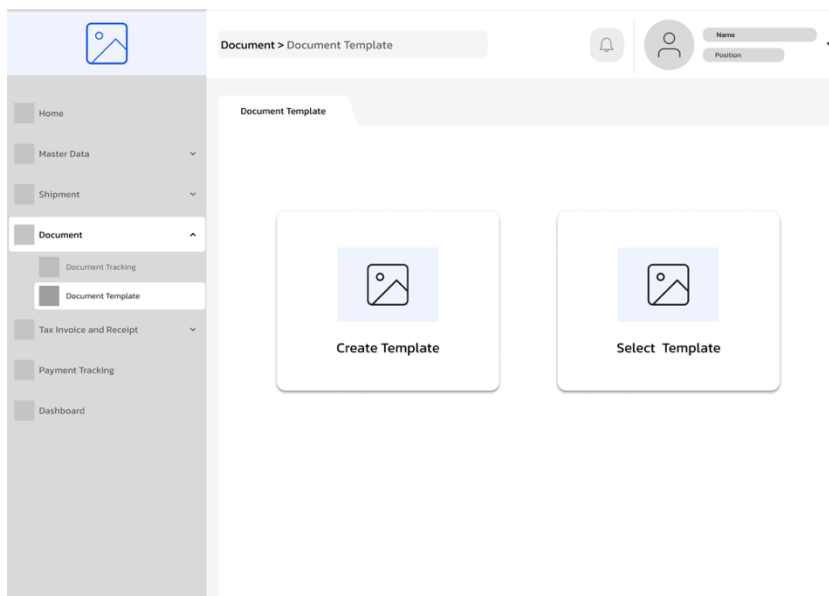 Document > Document Template
Name
Position
Home
Master Data
Shipment
Document
Document Tracking
Document Template
Tax Invoice and Receipt
Payment Tracking
Dashboard
Document Template
Create Template
Select Template